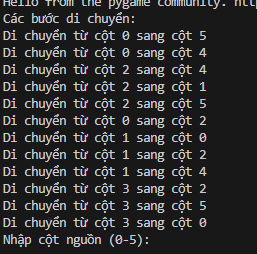 Hello from the pygame community. http
Các bước di chuyển:
Di chuyển từ cột 0 sang cột 5
Di chuyển từ cột 0 sang cột 4
Di chuyển từ cột 2 sang cột 4
Di chuyển từ cột 2 sang cột 1
Di chuyển từ cột 2 sang cột 5
Di chuyển từ cột 0 sang cột 2
Di chuyển từ cột 1 sang cột 0
Di chuyển từ cột 1 sang cột 2
Di chuyển từ cột 1 sang cột 4
Di chuyển từ cột 3 sang cột 2
Di chuyển từ cột 3 sang cột 5
Di chuyển từ cột 3 sang cột 0
Nhập cột nguồn (0-5):